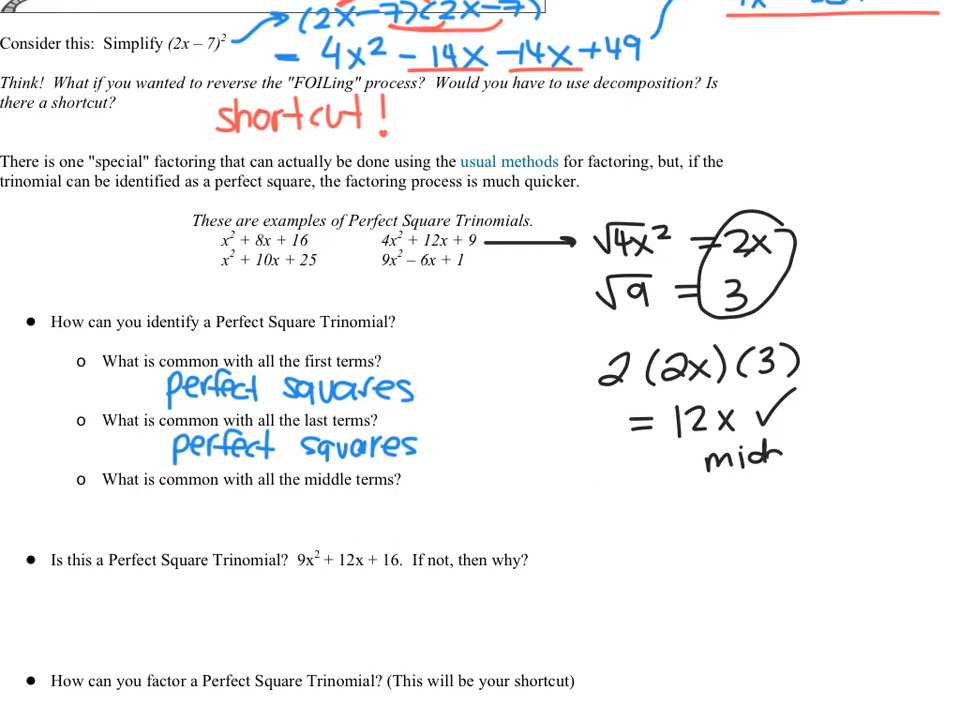 (2x-7)(2x-7)
Consider this: Simplify (2x – 7)²
= 4x² - 14x - 14x + 49
Think! What if you wanted to reverse the "FOILing" process? Would you have to use decomposition? Is
there a shortcut?
shortcut!
There is one "special" factoring that can actually be done using the usual methods for factoring, but, if the
trinomial can be identified as a perfect square, the factoring process is much quicker.
These are examples of Perfect Square Trinomials.
x² + 8x + 16 4x² + 12x + 9
x² + 10x + 25 9x² – 6x + 1
√4x² = 2x
√9 = 3
● How can you identify a Perfect Square Trinomial?
o What is common with all the first terms?
perfect squares
2(2x)(3)
= 12x ✓
mid
o What is common with all the last terms?
perfect squares
o What is common with all the middle terms?
● Is this a Perfect Square Trinomial? 9x² + 12x + 16. If not, then why?
● How can you factor a Perfect Square Trinomial? (This will be your shortcut)